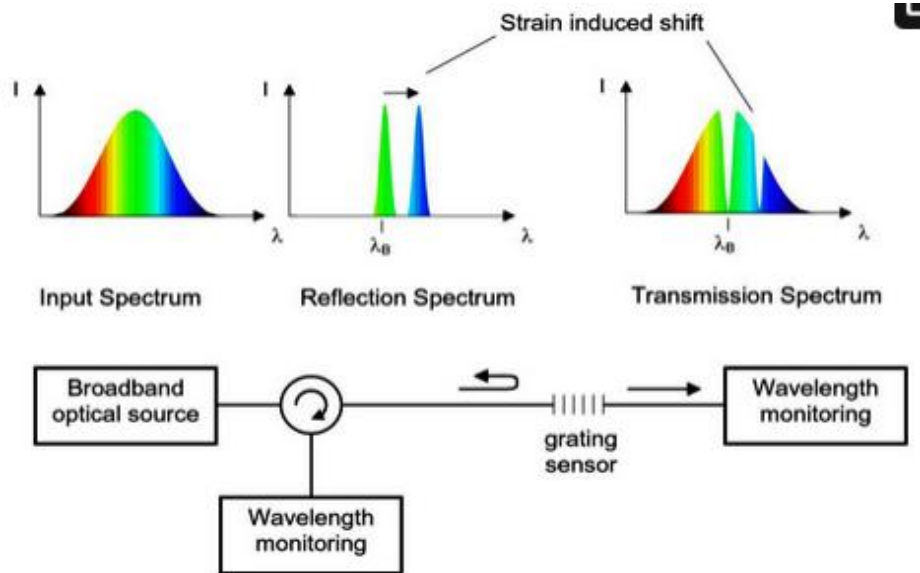 Strain induced shift
I
I
I
λ
λB
λ
λB
λ
Input Spectrum
Reflection Spectrum
Transmission Spectrum
Broadband
optical source
Wavelength
monitoring
grating
sensor
Wavelength
monitoring